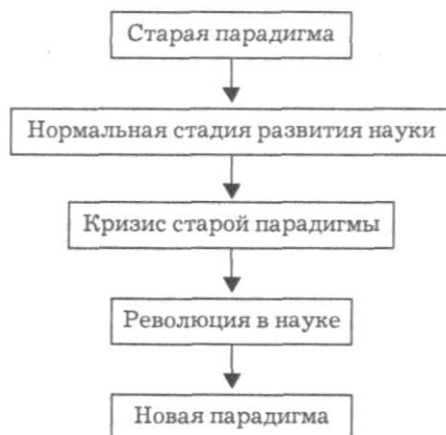 Старая парадигма
Нормальная стадия развития науки
Кризис старой парадигмы
Революция в науке
Новая парадигма